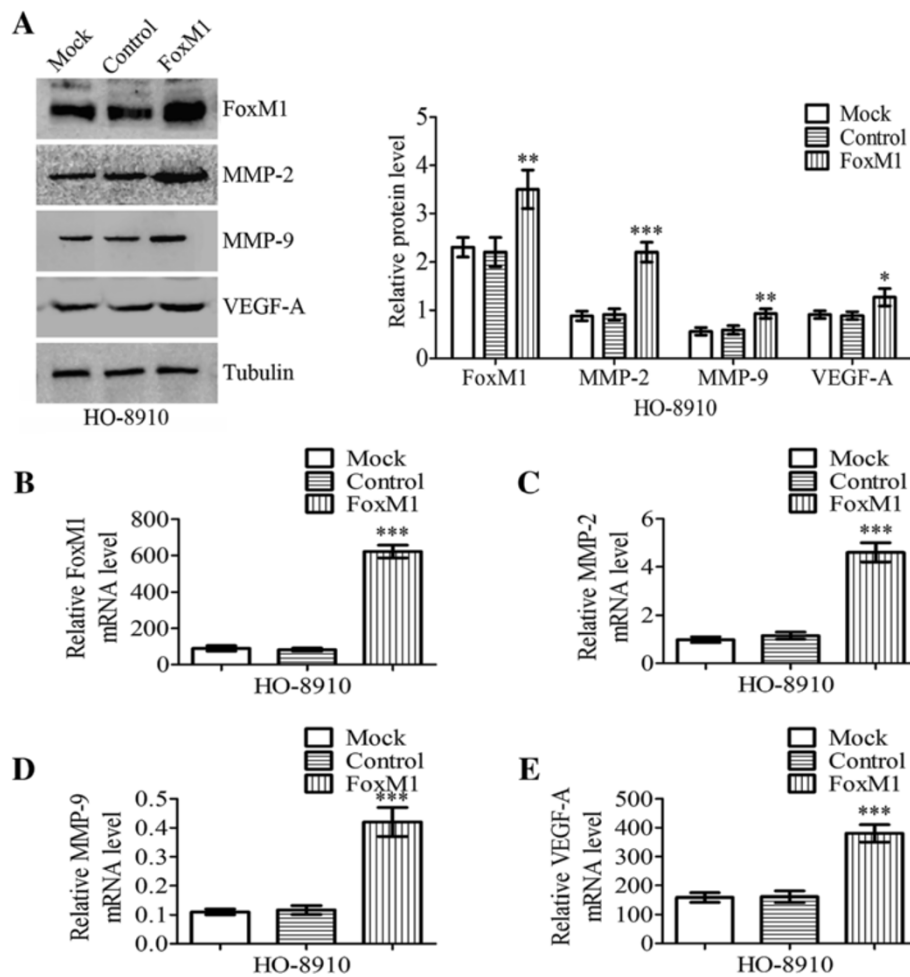 A
Mock Control FoxM1
FoxM1
MMP-2
MMP-9
VEGF-A
Tubulin
HO-8910
Relative protein level
5
4
3
2
1
0
Mock
Control
FoxM1
** *** ** *
FoxM1 MMP-2 MMP-9 VEGF-A
HO-8910
B
Mock
Control
FoxM1
Relative FoxM1
mRNA level
800
600
400
200
0
***
HO-8910
C
Mock
Control
FoxM1
Relative MMP-2
mRNA level
6
4
2
0
***
HO-8910
D
Mock
Control
FoxM1
Relative MMP-9
mRNA level
0.5
0.4
0.3
0.2
0.1
0.0
***
HO-8910
E
Mock
Control
FoxM1
Relative VEGF-A
mRNA level
500
400
300
200
100
0
***
HO-8910